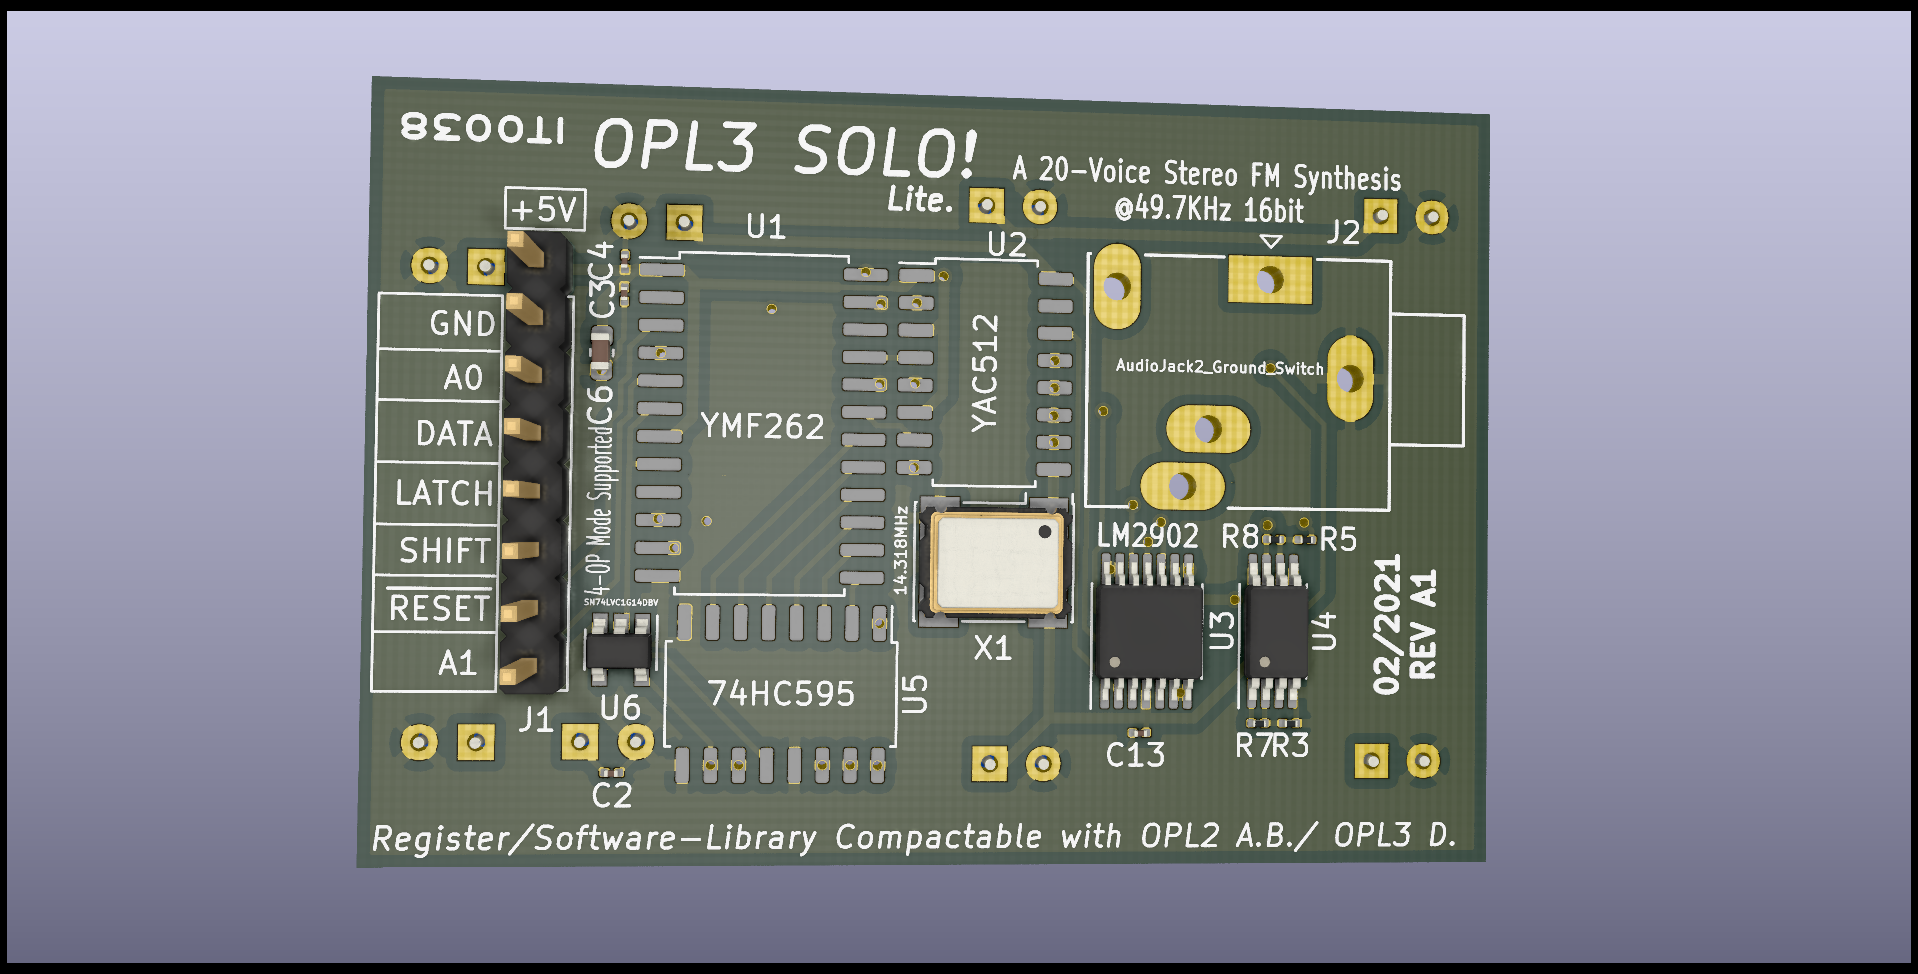 IT0038
OPL3 SOLO!
Lite.
A 20-Voice Stereo FM Synthesis
@49.7KHz 16bit
+5V
U1
U2
J2
C3C4
GND
A0
DATA
LATCH
SHIFT
RESET
A1
J1
C6
4-OP Mode Supported
YMF262
YAC512
AudioJack2_Ground_Switch
14.318MHz
X1
LM2902
R8
R5
U3
U4
02/2021
REV A1
SN74LVC1G14DBV
U6
74HC595
U5
C13
R7R3
C2
Register/Software-Library Compactable with OPL2 A.B./ OPL3 D.